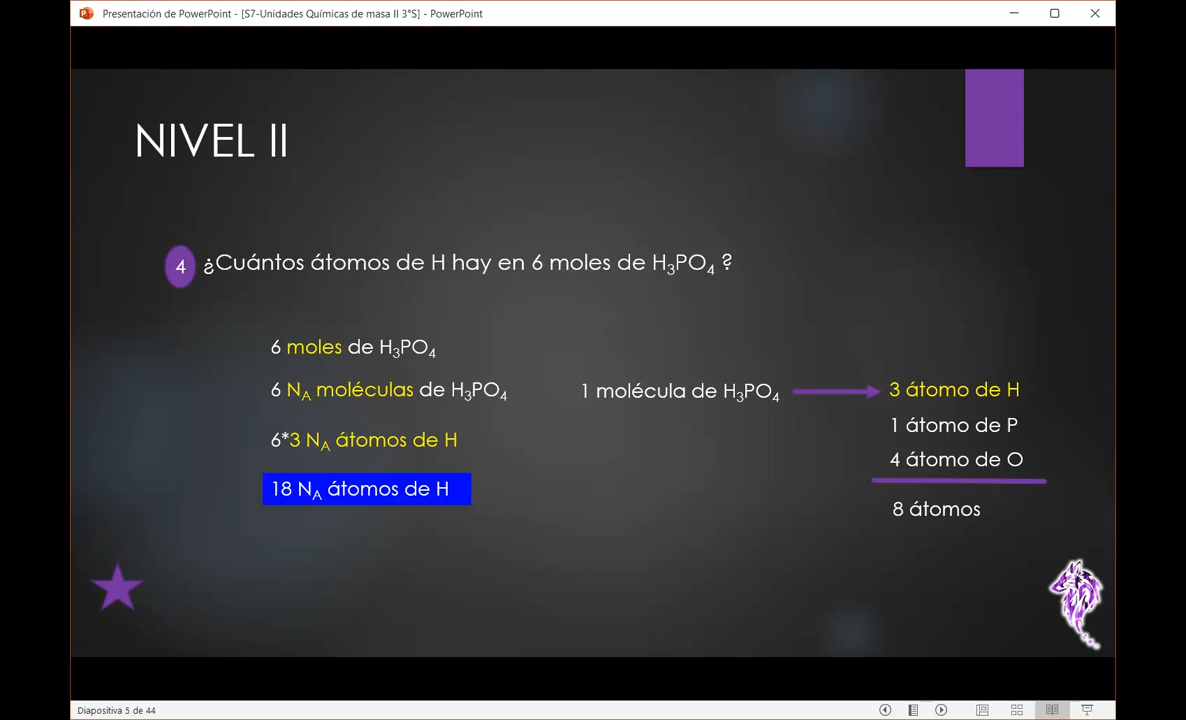 Presentación de PowerPoint - [S7-Unidades Químicas de masa II 3°S] - PowerPoint
NIVEL II
4 ¿Cuántos átomos de H hay en 6 moles de H₃PO₄ ?
6 moles de H₃PO₄
6 N_A moléculas de H₃PO₄
1 molécula de H₃PO₄
3 átomo de H
1 átomo de P
6*3 N_A átomos de H
4 átomo de O
18 N_A átomos de H
8 átomos
Diapositiva 5 de 44